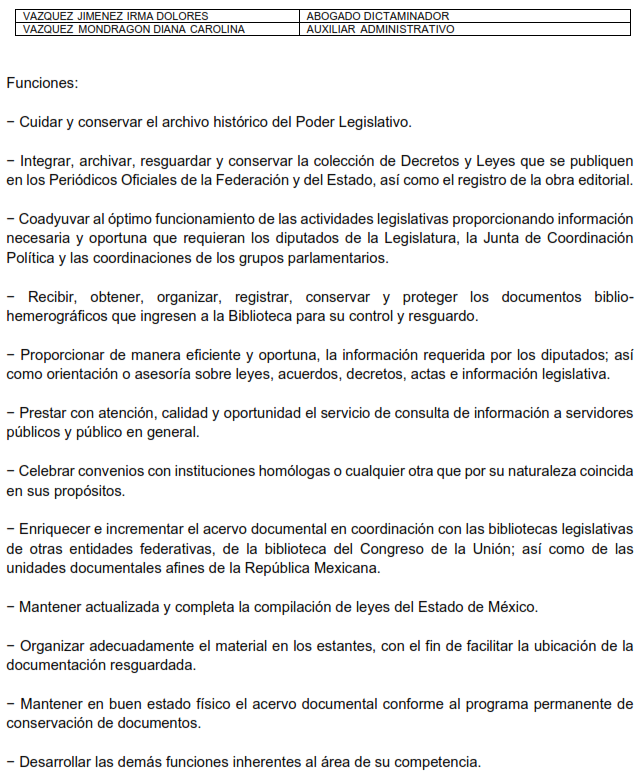 VAZQUEZ JIMENEZ IRMA DOLORES ABOGADO DICTAMINADOR
VAZQUEZ MONDRAGON DIANA CAROLINA AUXILIAR ADMINISTRATIVO
Funciones:
− Cuidar y conservar el archivo histórico del Poder Legislativo.
− Integrar, archivar, resguardar y conservar la colección de Decretos y Leyes que se publiquen
en los Periódicos Oficiales de la Federación y del Estado, así como el registro de la obra editorial.
− Coadyuvar al óptimo funcionamiento de las actividades legislativas proporcionando información
necesaria y oportuna que requieran los diputados de la Legislatura, la Junta de Coordinación
Política y las coordinaciones de los grupos parlamentarios.
− Recibir, obtener, organizar, registrar, conservar y proteger los documentos biblio-
hemerográficos que ingresen a la Biblioteca para su control y resguardo.
− Proporcionar de manera eficiente y oportuna, la información requerida por los diputados; así
como orientación o asesoría sobre leyes, acuerdos, decretos, actas e información legislativa.
− Prestar con atención, calidad y oportunidad el servicio de consulta de información a servidores
públicos y público en general.
− Celebrar convenios con instituciones homólogas o cualquier otra que por su naturaleza coincida
en sus propósitos.
− Enriquecer e incrementar el acervo documental en coordinación con las bibliotecas legislativas
de otras entidades federativas, de la biblioteca del Congreso de la Unión; así como de las
unidades documentales afines de la República Mexicana.
− Mantener actualizada y completa la compilación de leyes del Estado de México.
− Organizar adecuadamente el material en los estantes, con el fin de facilitar la ubicación de la
documentación resguardada.
− Mantener en buen estado físico el acervo documental conforme al programa permanente de
conservación de documentos.
− Desarrollar las demás funciones inherentes al área de su competencia.